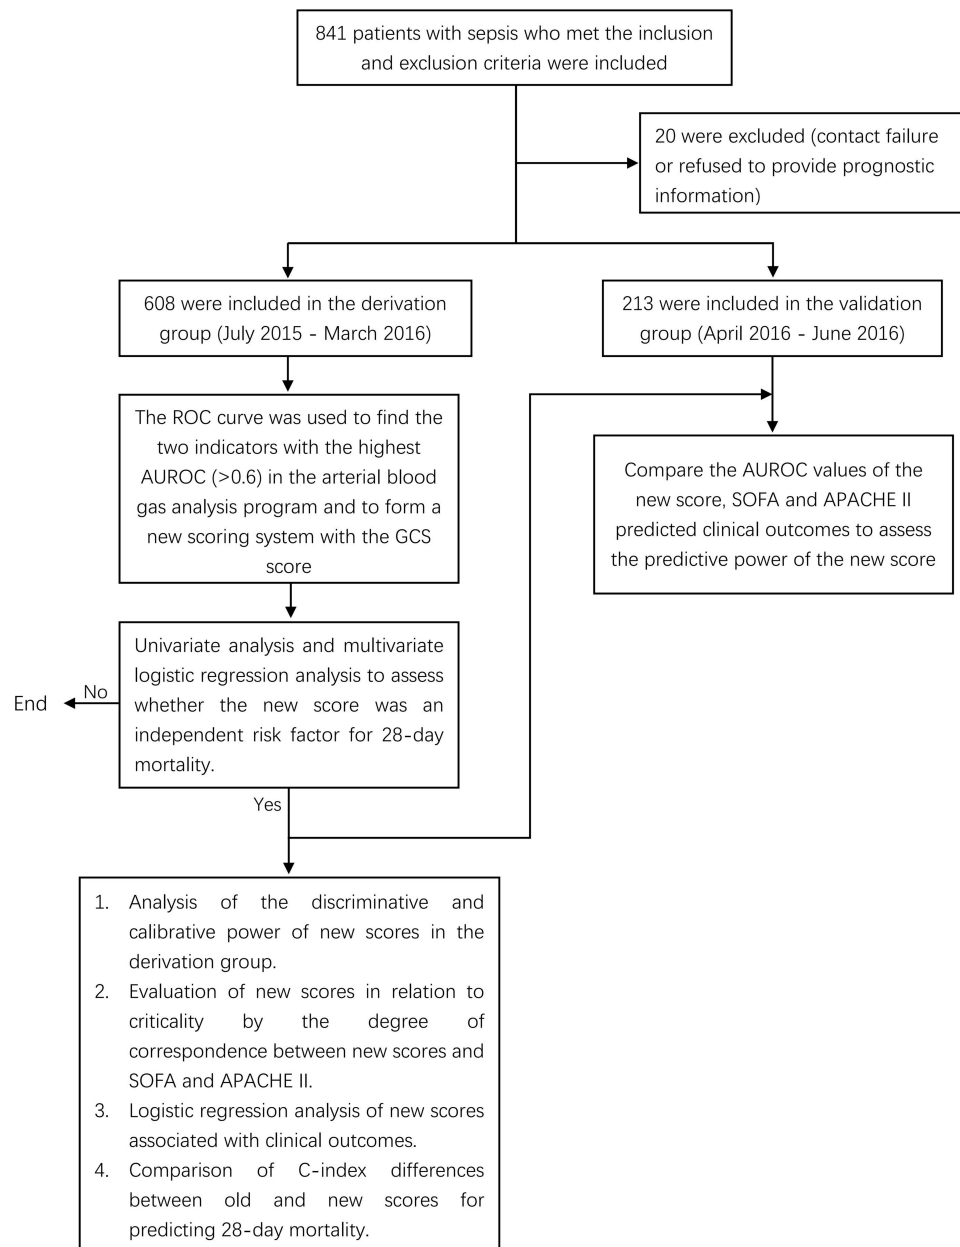 841 patients with sepsis who met the inclusion
and exclusion criteria were included
20 were excluded (contact failure
or refused to provide prognostic
information)
608 were included in the derivation
group (July 2015 - March 2016)
213 were included in the validation
group (April 2016 - June 2016)
The ROC curve was used to find the
two indicators with the highest
AUROC (>0.6) in the arterial blood
gas analysis program and to form a
new scoring system with the GCS
score
Compare the AUROC values of the
new score, SOFA and APACHE II
predicted clinical outcomes to assess
the predictive power of the new score
Univariate analysis and multivariate
logistic regression analysis to assess
whether the new score was an
independent risk factor for 28-day
mortality.
No
End
Yes
1. Analysis of the discriminative and
calibrative power of new scores in the
derivation group.
2. Evaluation of new scores in relation to
criticality by the degree of
correspondence between new scores and
SOFA and APACHE II.
3. Logistic regression analysis of new scores
associated with clinical outcomes.
4. Comparison of C-index differences
between old and new scores for
predicting 28-day mortality.